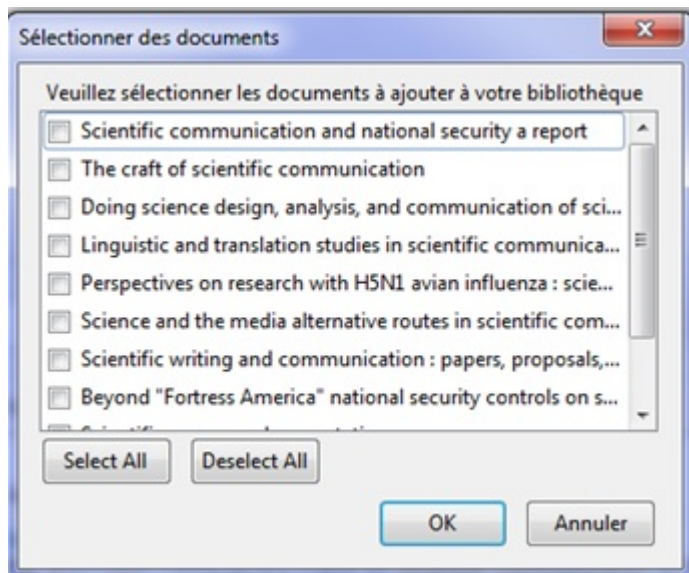 Sélectionner des documents
Veuillez sélectionner les documents à ajouter à votre bibliothèque
Scientific communication and national security a report
The craft of scientific communication
Doing science design, analysis, and communication of sci...
Linguistic and translation studies in scientific communica...
Perspectives on research with H5N1 avian influenza : scie...
Science and the media alternative routes in scientific com...
Scientific writing and communication : papers, proposals,...
Beyond "Fortress America" national security controls on s...
Select All
Deselect All
OK
Annuler